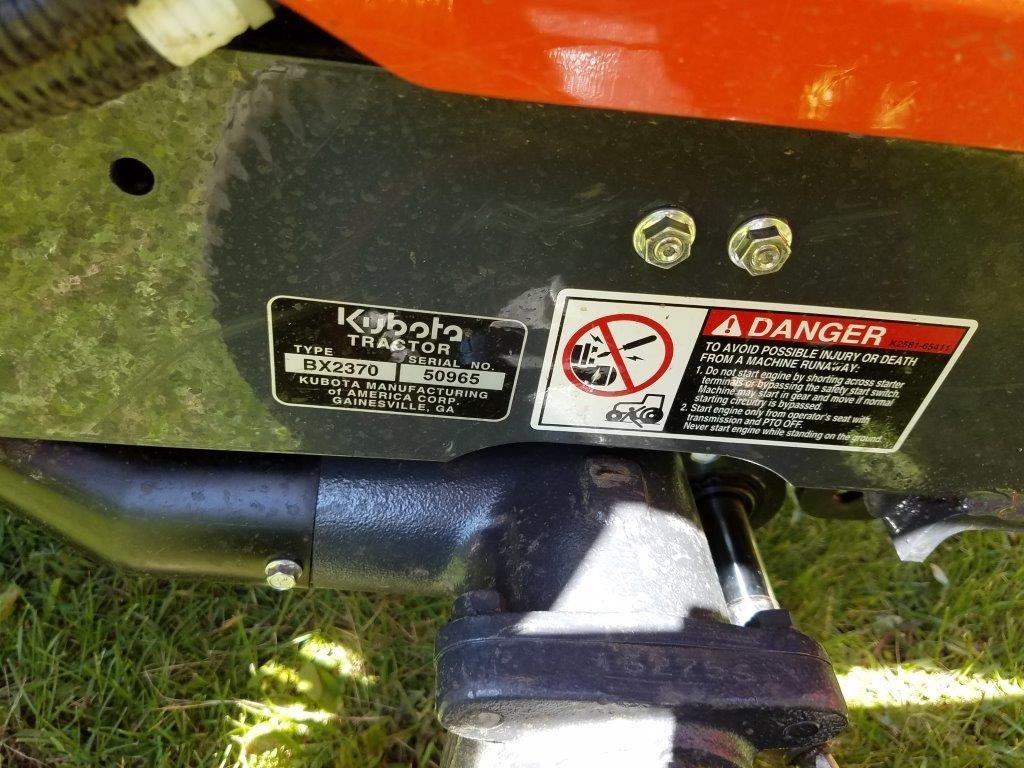 Kubota
TRACTOR
TYPE
SERIAL NO.
BX2370
50965
KUBOTA MANUFACTURING
of AMERICA CORP.
GAINESVILLE, GA
DANGER
K2581-65411
TO AVOID POSSIBLE INJURY OR DEATH
FROM A MACHINE RUNAWAY:
1. Do not start engine by shorting across starter
terminals or bypassing the safety start switch.
Machine may start in gear and move if normal
starting circuitry is bypassed.
2. Start engine only from operator's seat with
transmission and PTO OFF.
Never start engine while standing on the ground.